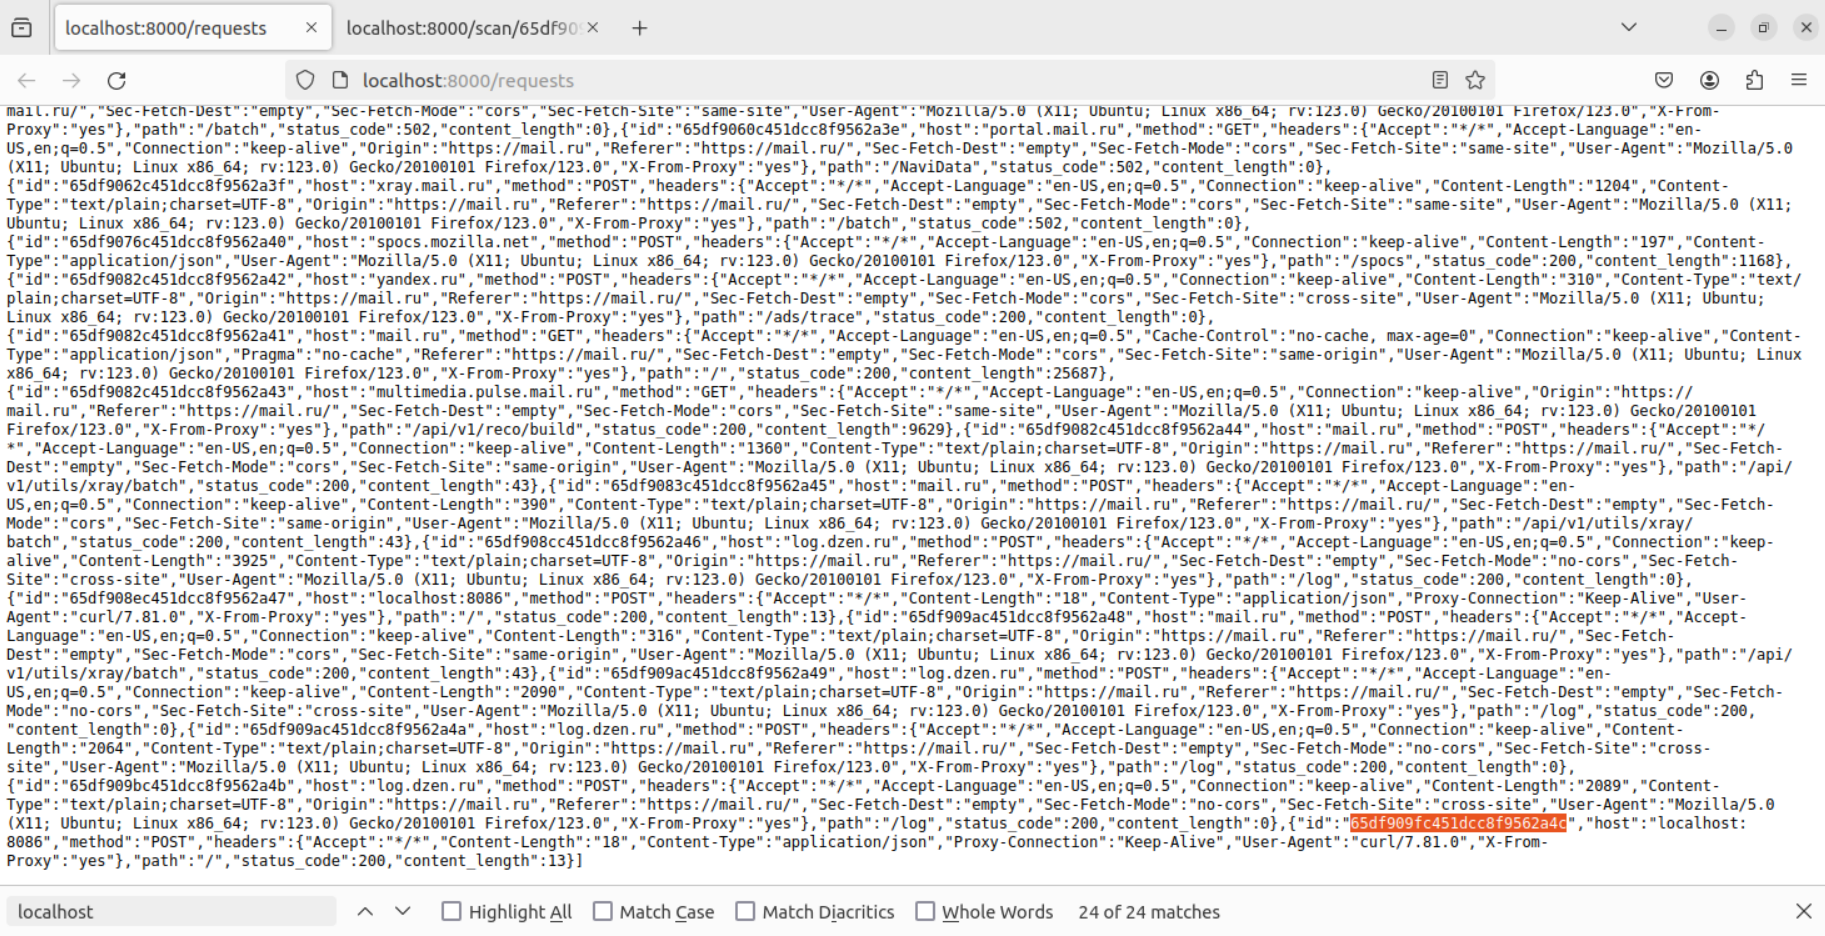 localhost:8000/requests
localhost:8000/scan/65df909
localhost:8000/requests
mail.ru/","Sec-Fetch-Dest":"empty","Sec-Fetch-Mode":"cors","Sec-Fetch-Site":"same-site","User-Agent":"Mozilla/5.0 (X11; Ubuntu; Linux x86_64; rv:123.0) Gecko/20100101 Firefox/123.0","X-From-
Proxy":"yes"},"path":"/batch","status_code":502,"content_length":0},{"id":"65df9060c451dcc8f9562a3e","host":"portal.mail.ru","method":"GET","headers":{"Accept":"*/*","Accept-Language":"en-
US,en;q=0.5","Connection":"keep-alive","Origin":"https://mail.ru","Referer":"https://mail.ru/","Sec-Fetch-Dest":"empty","Sec-Fetch-Mode":"cors","Sec-Fetch-Site":"same-site","User-Agent":"Mozilla/5.0
(X11; Ubuntu; Linux x86_64; rv:123.0) Gecko/20100101 Firefox/123.0","X-From-Proxy":"yes"},"path":"/NaviData","status_code":502,"content_length":0},
{"id":"65df9062c451dcc8f9562a3f","host":"xray.mail.ru","method":"POST","headers":{"Accept":"*/*","Accept-Language":"en-US,en;q=0.5","Connection":"keep-alive","Content-Length":"1204","Content-
Type":"text/plain;charset=UTF-8","Origin":"https://mail.ru","Referer":"https://mail.ru/","Sec-Fetch-Dest":"empty","Sec-Fetch-Mode":"cors","Sec-Fetch-Site":"same-site","User-Agent":"Mozilla/5.0 (X11;
Ubuntu; Linux x86_64; rv:123.0) Gecko/20100101 Firefox/123.0","X-From-Proxy":"yes"},"path":"/batch","status_code":502,"content_length":0},
{"id":"65df9076c451dcc8f9562a40","host":"spocs.mozilla.net","method":"POST","headers":{"Accept":"*/*","Accept-Language":"en-US,en;q=0.5","Connection":"keep-alive","Content-Length":"197","Content-
Type":"application/json","User-Agent":"Mozilla/5.0 (X11; Ubuntu; Linux x86_64; rv:123.0) Gecko/20100101 Firefox/123.0","X-From-Proxy":"yes"},"path":"/spocs","status_code":200,"content_length":1168},
{"id":"65df9082c451dcc8f9562a42","host":"yandex.ru","method":"POST","headers":{"Accept":"*/*","Accept-Language":"en-US,en;q=0.5","Connection":"keep-alive","Content-Length":"310","Content-Type":"text/
plain;charset=UTF-8","Origin":"https://mail.ru","Referer":"https://mail.ru/","Sec-Fetch-Dest":"empty","Sec-Fetch-Mode":"cors","Sec-Fetch-Site":"cross-site","User-Agent":"Mozilla/5.0 (X11; Ubuntu;
Linux x86_64; rv:123.0) Gecko/20100101 Firefox/123.0","X-From-Proxy":"yes"},"path":"/ads/trace","status_code":200,"content_length":0},
{"id":"65df9082c451dcc8f9562a41","host":"mail.ru","method":"GET","headers":{"Accept":"*/*","Accept-Language":"en-US,en;q=0.5","Cache-Control":"no-cache, max-age=0","Connection":"keep-alive","Content-
Type":"application/json","Pragma":"no-cache","Referer":"https://mail.ru/","Sec-Fetch-Dest":"empty","Sec-Fetch-Mode":"cors","Sec-Fetch-Site":"same-origin","User-Agent":"Mozilla/5.0 (X11; Ubuntu; Linux
x86_64; rv:123.0) Gecko/20100101 Firefox/123.0","X-From-Proxy":"yes"},"path":"/","status_code":200,"content_length":25687},
{"id":"65df9082c451dcc8f9562a43","host":"multimedia.pulse.mail.ru","method":"GET","headers":{"Accept":"*/*","Accept-Language":"en-US,en;q=0.5","Connection":"keep-alive","Origin":"https://
mail.ru","Referer":"https://mail.ru/","Sec-Fetch-Dest":"empty","Sec-Fetch-Mode":"cors","Sec-Fetch-Site":"same-site","User-Agent":"Mozilla/5.0 (X11; Ubuntu; Linux x86_64; rv:123.0) Gecko/20100101
Firefox/123.0","X-From-Proxy":"yes"},"path":"/api/v1/reco/build","status_code":200,"content_length":9629},{"id":"65df9082c451dcc8f9562a44","host":"mail.ru","method":"POST","headers":{"Accept":"*/
*","Accept-Language":"en-US,en;q=0.5","Connection":"keep-alive","Content-Length":"1360","Content-Type":"text/plain;charset=UTF-8","Origin":"https://mail.ru","Referer":"https://mail.ru/","Sec-Fetch-
Dest":"empty","Sec-Fetch-Mode":"cors","Sec-Fetch-Site":"same-origin","User-Agent":"Mozilla/5.0 (X11; Ubuntu; Linux x86_64; rv:123.0) Gecko/20100101 Firefox/123.0","X-From-Proxy":"yes"},"path":"/api/
v1/utils/xray/batch","status_code":200,"content_length":43},{"id":"65df9083c451dcc8f9562a45","host":"mail.ru","method":"POST","headers":{"Accept":"*/*","Accept-Language":"en-
US,en;q=0.5","Connection":"keep-alive","Content-Length":"390","Content-Type":"text/plain;charset=UTF-8","Origin":"https://mail.ru","Referer":"https://mail.ru/","Sec-Fetch-Dest":"empty","Sec-Fetch-
Mode":"cors","Sec-Fetch-Site":"same-origin","User-Agent":"Mozilla/5.0 (X11; Ubuntu; Linux x86_64; rv:123.0) Gecko/20100101 Firefox/123.0","X-From-Proxy":"yes"},"path":"/api/v1/utils/xray/
batch","status_code":200,"content_length":43},{"id":"65df908cc451dcc8f9562a46","host":"log.dzen.ru","method":"POST","headers":{"Accept":"*/*","Accept-Language":"en-US,en;q=0.5","Connection":"keep-
alive","Content-Length":"3925","Content-Type":"text/plain;charset=UTF-8","Origin":"https://mail.ru","Referer":"https://mail.ru/","Sec-Fetch-Dest":"empty","Sec-Fetch-Mode":"no-cors","Sec-Fetch-
Site":"cross-site","User-Agent":"Mozilla/5.0 (X11; Ubuntu; Linux x86_64; rv:123.0) Gecko/20100101 Firefox/123.0","X-From-Proxy":"yes"},"path":"/log","status_code":200,"content_length":0},
{"id":"65df908ec451dcc8f9562a47","host":"localhost:8086","method":"POST","headers":{"Accept":"*/*","Content-Length":"18","Content-Type":"application/json","Proxy-Connection":"Keep-Alive","User-
Agent":"curl/7.81.0","X-From-Proxy":"yes"},"path":"/","status_code":200,"content_length":13},{"id":"65df909ac451dcc8f9562a48","host":"mail.ru","method":"POST","headers":{"Accept":"*/*","Accept-
Language":"en-US,en;q=0.5","Connection":"keep-alive","Content-Length":"316","Content-Type":"text/plain;charset=UTF-8","Origin":"https://mail.ru","Referer":"https://mail.ru/","Sec-Fetch-
Dest":"empty","Sec-Fetch-Mode":"cors","Sec-Fetch-Site":"same-origin","User-Agent":"Mozilla/5.0 (X11; Ubuntu; Linux x86_64; rv:123.0) Gecko/20100101 Firefox/123.0","X-From-Proxy":"yes"},"path":"/api/
v1/utils/xray/batch","status_code":200,"content_length":43},{"id":"65df909ac451dcc8f9562a49","host":"log.dzen.ru","method":"POST","headers":{"Accept":"*/*","Accept-Language":"en-
US,en;q=0.5","Connection":"keep-alive","Content-Length":"2090","Content-Type":"text/plain;charset=UTF-8","Origin":"https://mail.ru","Referer":"https://mail.ru/","Sec-Fetch-Dest":"empty","Sec-Fetch-
Mode":"no-cors","Sec-Fetch-Site":"cross-site","User-Agent":"Mozilla/5.0 (X11; Ubuntu; Linux x86_64; rv:123.0) Gecko/20100101 Firefox/123.0","X-From-Proxy":"yes"},"path":"/log","status_code":200,
"content_length":0},{"id":"65df909ac451dcc8f9562a4a","host":"log.dzen.ru","method":"POST","headers":{"Accept":"*/*","Accept-Language":"en-US,en;q=0.5","Connection":"keep-alive","Content-
Length":"2064","Content-Type":"text/plain;charset=UTF-8","Origin":"https://mail.ru","Referer":"https://mail.ru/","Sec-Fetch-Dest":"empty","Sec-Fetch-Mode":"no-cors","Sec-Fetch-Site":"cross-
site","User-Agent":"Mozilla/5.0 (X11; Ubuntu; Linux x86_64; rv:123.0) Gecko/20100101 Firefox/123.0","X-From-Proxy":"yes"},"path":"/log","status_code":200,"content_length":0},
{"id":"65df909bc451dcc8f9562a4b","host":"log.dzen.ru","method":"POST","headers":{"Accept":"*/*","Accept-Language":"en-US,en;q=0.5","Connection":"keep-alive","Content-Length":"2089","Content-
Type":"text/plain;charset=UTF-8","Origin":"https://mail.ru","Referer":"https://mail.ru/","Sec-Fetch-Dest":"empty","Sec-Fetch-Mode":"no-cors","Sec-Fetch-Site":"cross-site","User-Agent":"Mozilla/5.0
(X11; Ubuntu; Linux x86_64; rv:123.0) Gecko/20100101 Firefox/123.0","X-From-Proxy":"yes"},"path":"/log","status_code":200,"content_length":0},{"id":"65df909fc451dcc8f9562a4c","host":"localhost:
8086","method":"POST","headers":{"Accept":"*/*","Content-Length":"18","Content-Type":"application/json","Proxy-Connection":"Keep-Alive","User-Agent":"curl/7.81.0","X-From-
Proxy":"yes"},"path":"/","status_code":200,"content_length":13}]
localhost
Highlight All
Match Case
Match Diacritics
Whole Words
24 of 24 matches